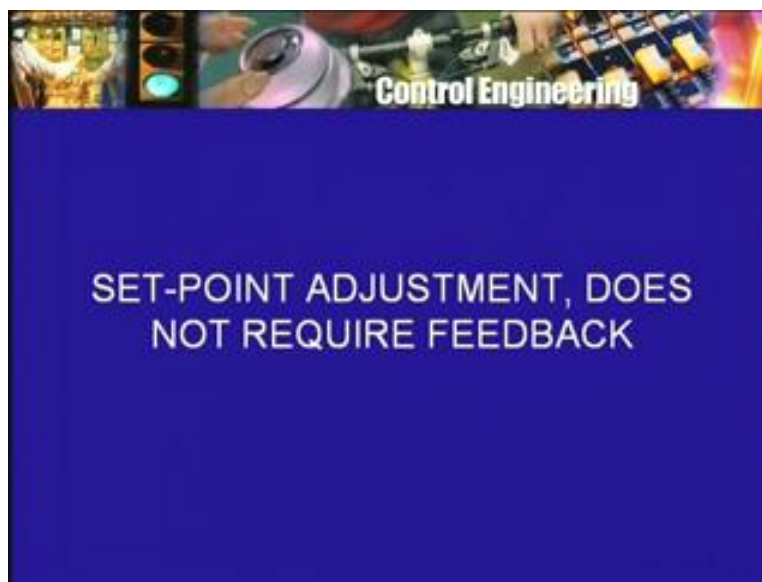 Control Engineering
SET-POINT ADJUSTMENT, DOES
NOT REQUIRE FEEDBACK